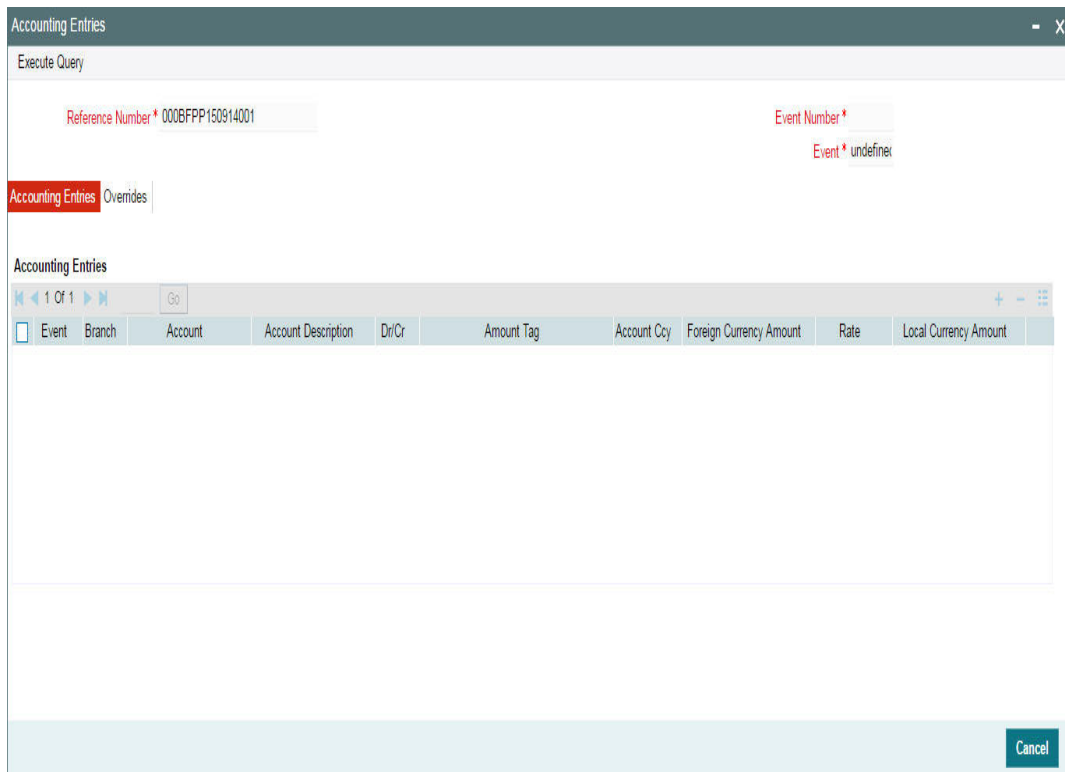 Accounting Entries - X
Execute Query
Reference Number * 000BFPP150914001 Event Number *
Event * undefined
Accounting Entries Overrides
Accounting Entries
1 Of 1 Go + -
Event Branch Account Account Description Dr/Cr Amount Tag Account Ccy Foreign Currency Amount Rate Local Currency Amount
Cancel